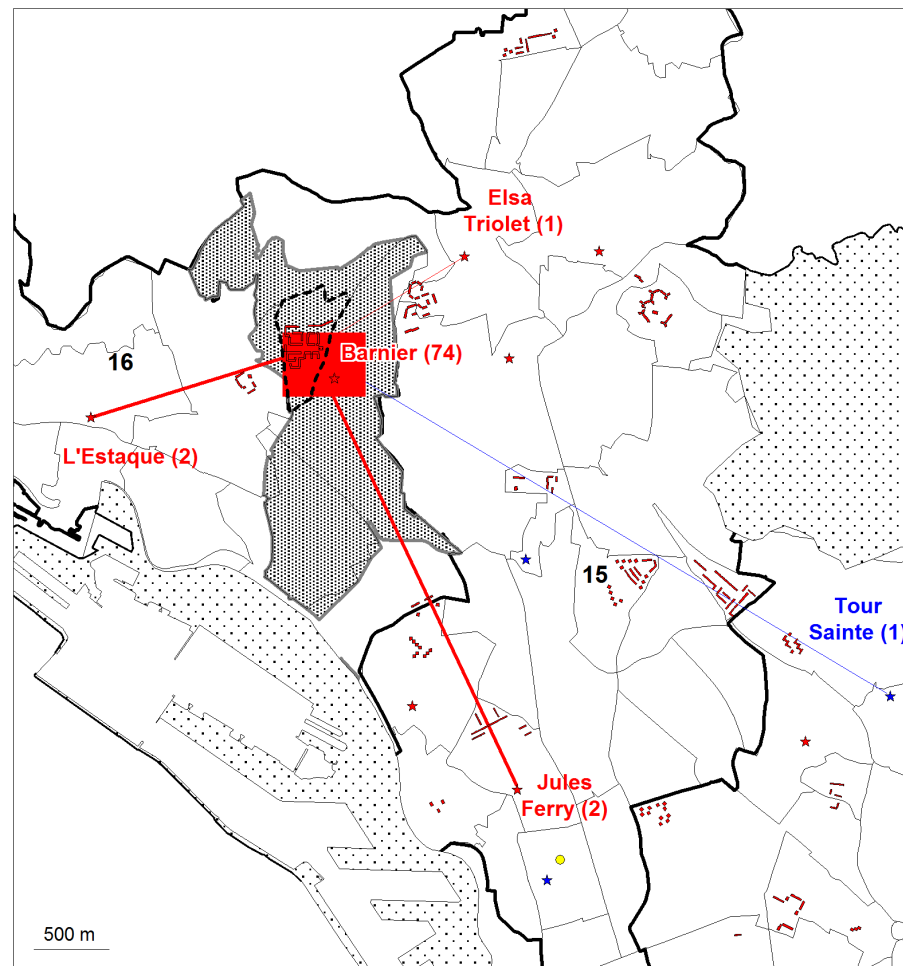 Elsa
Triolet (1)
Barnier (74)
16
L'Estaque (2)
15
Tour
Sainte (1)
Jules
Ferry (2)
500 m